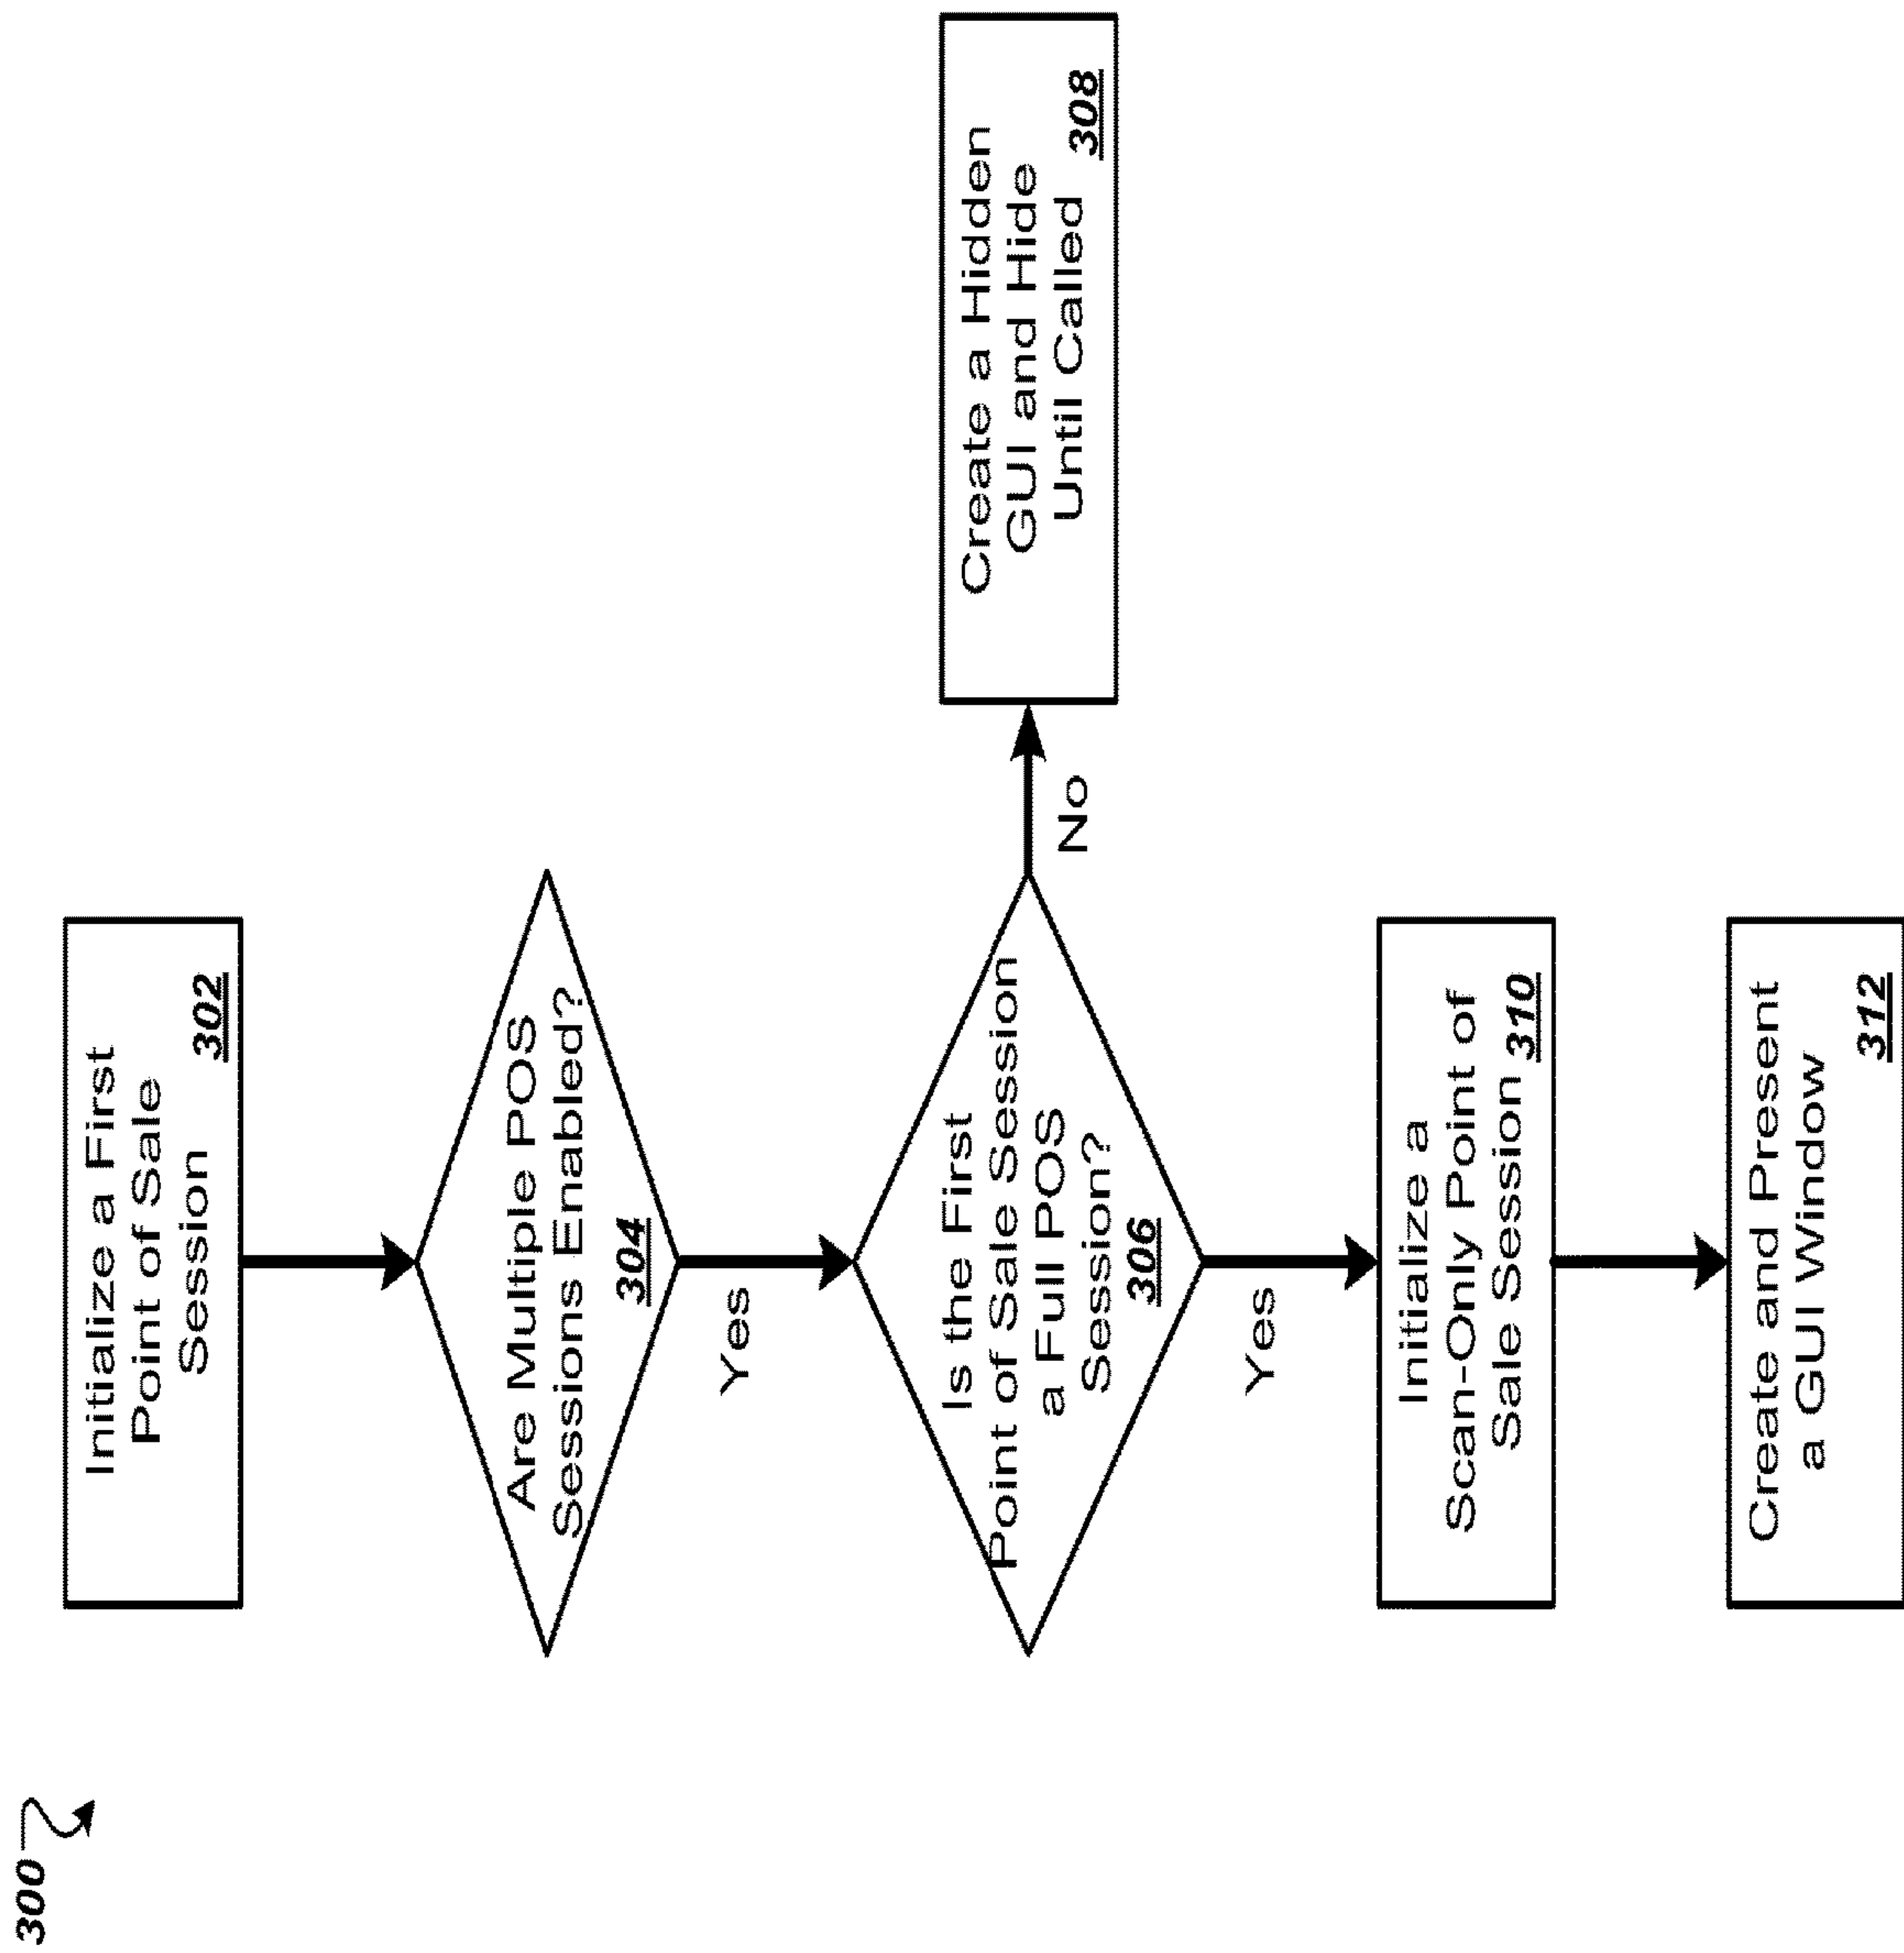 300
Initialize a First
Point of Sale
Session
302
Are Multiple POS
Sessions Enabled?
304
Yes
Is the First
Point of Sale Session
a Full POS
Session?
306
No
Create a Hidden
GUI and Hide
Until Called
308
Yes
Initialize a
Scan-Only Point of
Sale Session
310
Create and Present
a GUI Window
312